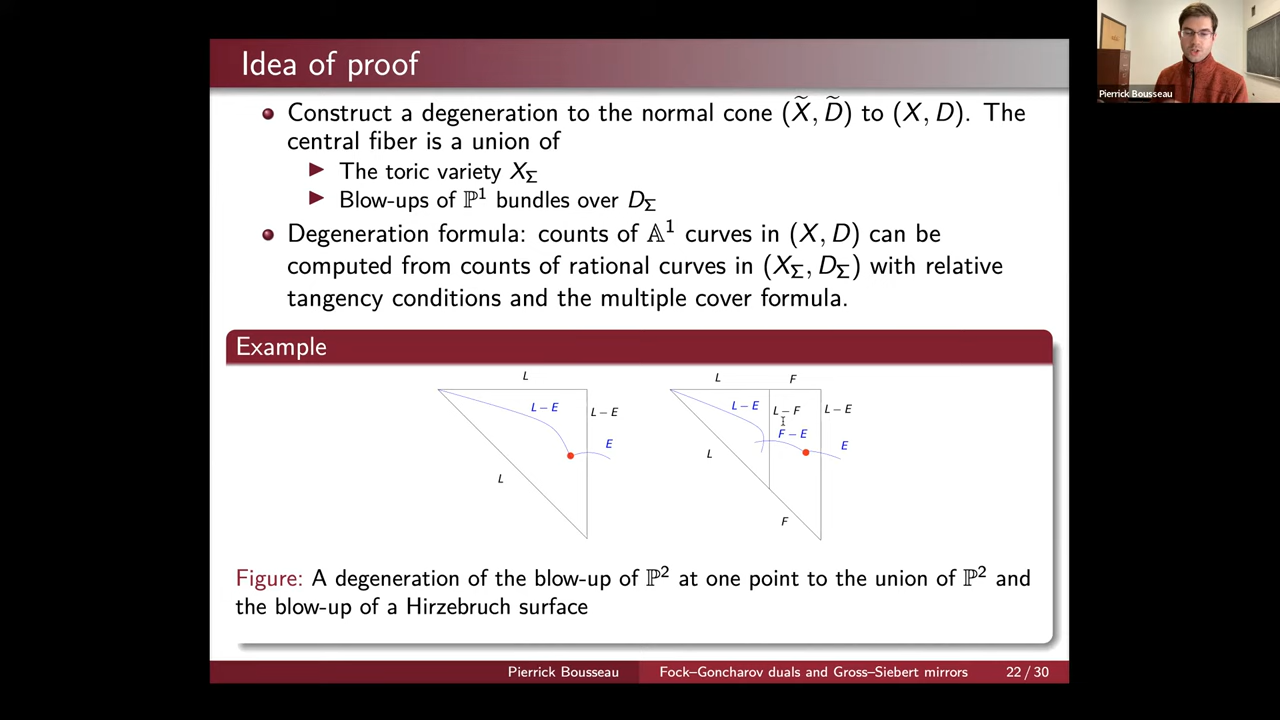 Idea of proof
Construct a degeneration to the normal cone (X̃, D̃) to (X, D). The
central fiber is a union of
The toric variety X_Σ
Blow-ups of ℙ¹ bundles over D_Σ
Degeneration formula: counts of 𝔸¹ curves in (X, D) can be
computed from counts of rational curves in (X_Σ, D_Σ) with relative
tangency conditions and the multiple cover formula.
Example
L
L − E
L − E
E
L
L
F
L − E
L − F
L − E
F − E
E
L
F
Figure: A degeneration of the blow-up of ℙ² at one point to the union of ℙ² and
the blow-up of a Hirzebruch surface
Pierrick Bousseau
Fock–Goncharov duals and Gross–Siebert mirrors
22 / 30
Pierrick Bousseau